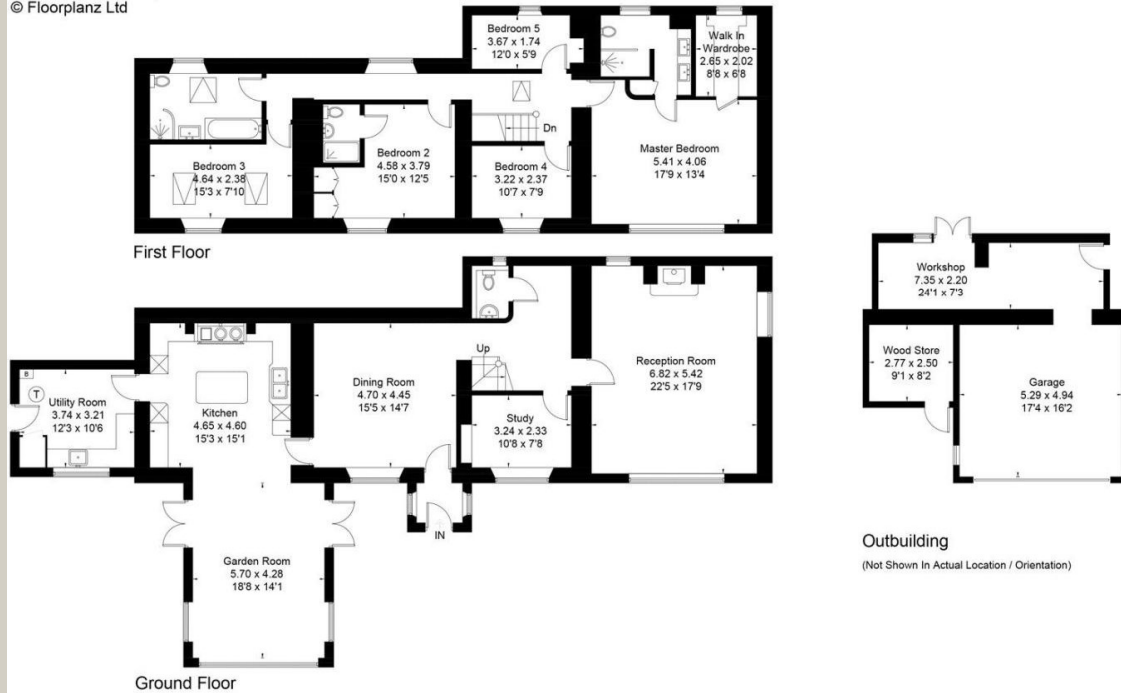 © Floorplanz Ltd
Bedroom 5
3.67 x 1.74
12'0 x 5'9
Walk In
Wardrobe
2.65 x 2.02
8'8 x 6'8
Bedroom 3
4.64 x 2.38
15'3 x 7'10
Bedroom 2
4.58 x 3.79
15'0 x 12'5
Dn
Bedroom 4
3.22 x 2.37
10'7 x 7'9
Master Bedroom
5.41 x 4.06
17'9 x 13'4
First Floor
B
T
Utility Room
3.74 x 3.21
12'3 x 10'6
Kitchen
4.65 x 4.60
15'3 x 15'1
Dining Room
4.70 x 4.45
15'5 x 14'7
Up
Study
3.24 x 2.33
10'8 x 7'8
Reception Room
6.82 x 5.42
22'5 x 17'9
IN
Garden Room
5.70 x 4.28
18'8 x 14'1
Ground Floor
Workshop
7.35 x 2.20
24'1 x 7'3
Wood Store
2.77 x 2.50
9'1 x 8'2
Garage
5.29 x 4.94
17'4 x 16'2
Outbuilding
(Not Shown In Actual Location / Orientation)